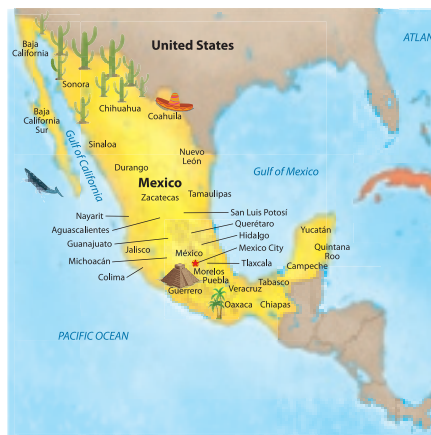 United States
ATLAN
Baja
California
Sonora
Chihuahua
Coahuila
Baja
California
Sur
Gulf of California
Sinaloa
Nuevo
León
Durango
Gulf of Mexico
Mexico
Zacatecas
Tamaulipas
Nayarit
San Luis Potosí
Aguascalientes
Querétaro
Yucatán
Guanajuato
Hidalgo
Jalisco
México
Mexico City
Quintana
Roo
Michoacán
Tlaxcala
Campeche
Colima
Morelos
Puebla
Tabasco
Guerrero
Veracruz
Oaxaca
Chiapas
PACIFIC OCEAN